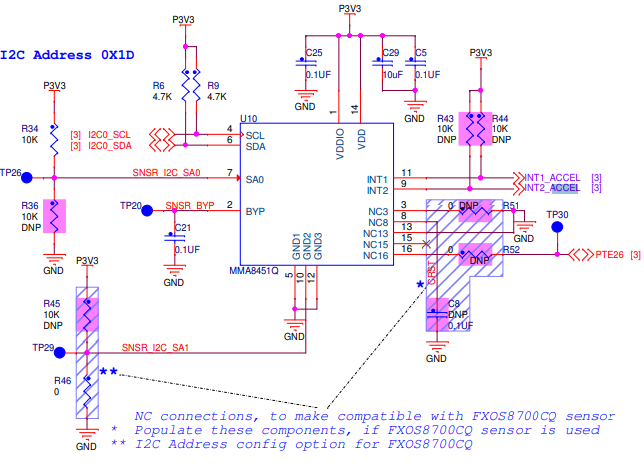 P3V3
P3V3
I2C Address 0X1D
C25
0.1UF
C29
10uF
C5
0.1UF
P3V3
P3V3
R6
4.7K
R9
4.7K
GND
GND
U10
R34
10K
[3] I2C0_SCL
[3] I2C0_SDA
4
6
SCL
SDA
1
VDDIO
14
VDD
R43
10K
DNP
R44
10K
DNP
TP26
SNSR_I2C_SA0
7
SA0
INT1
INT2
11
9
INT1_ACCEL [3]
INT2_ACCEL [3]
R36
10K
DNP
TP20
SNSR_BYP
2
BYP
NC3
NC8
NC13
NC15
NC16
3
8
13
15
16
0
DNP
R51
GND
TP30
C21
0.1UF
GND1
GND2
GND3
0
DNP
R52
PTE26 [3]
GND
P3V3
GND
MMA8451Q
5
10
12
CRST
*
R45
10K
DNP
C8
DNP
0.1UF
GND
GND
TP29
SNSR_I2C_SA1
R46
0
**
GND
NC connections, to make compatible with FXOS8700CQ sensor
* Populate these components, if FXOS8700CQ sensor is used
** I2C Address config option for FXOS8700CQ